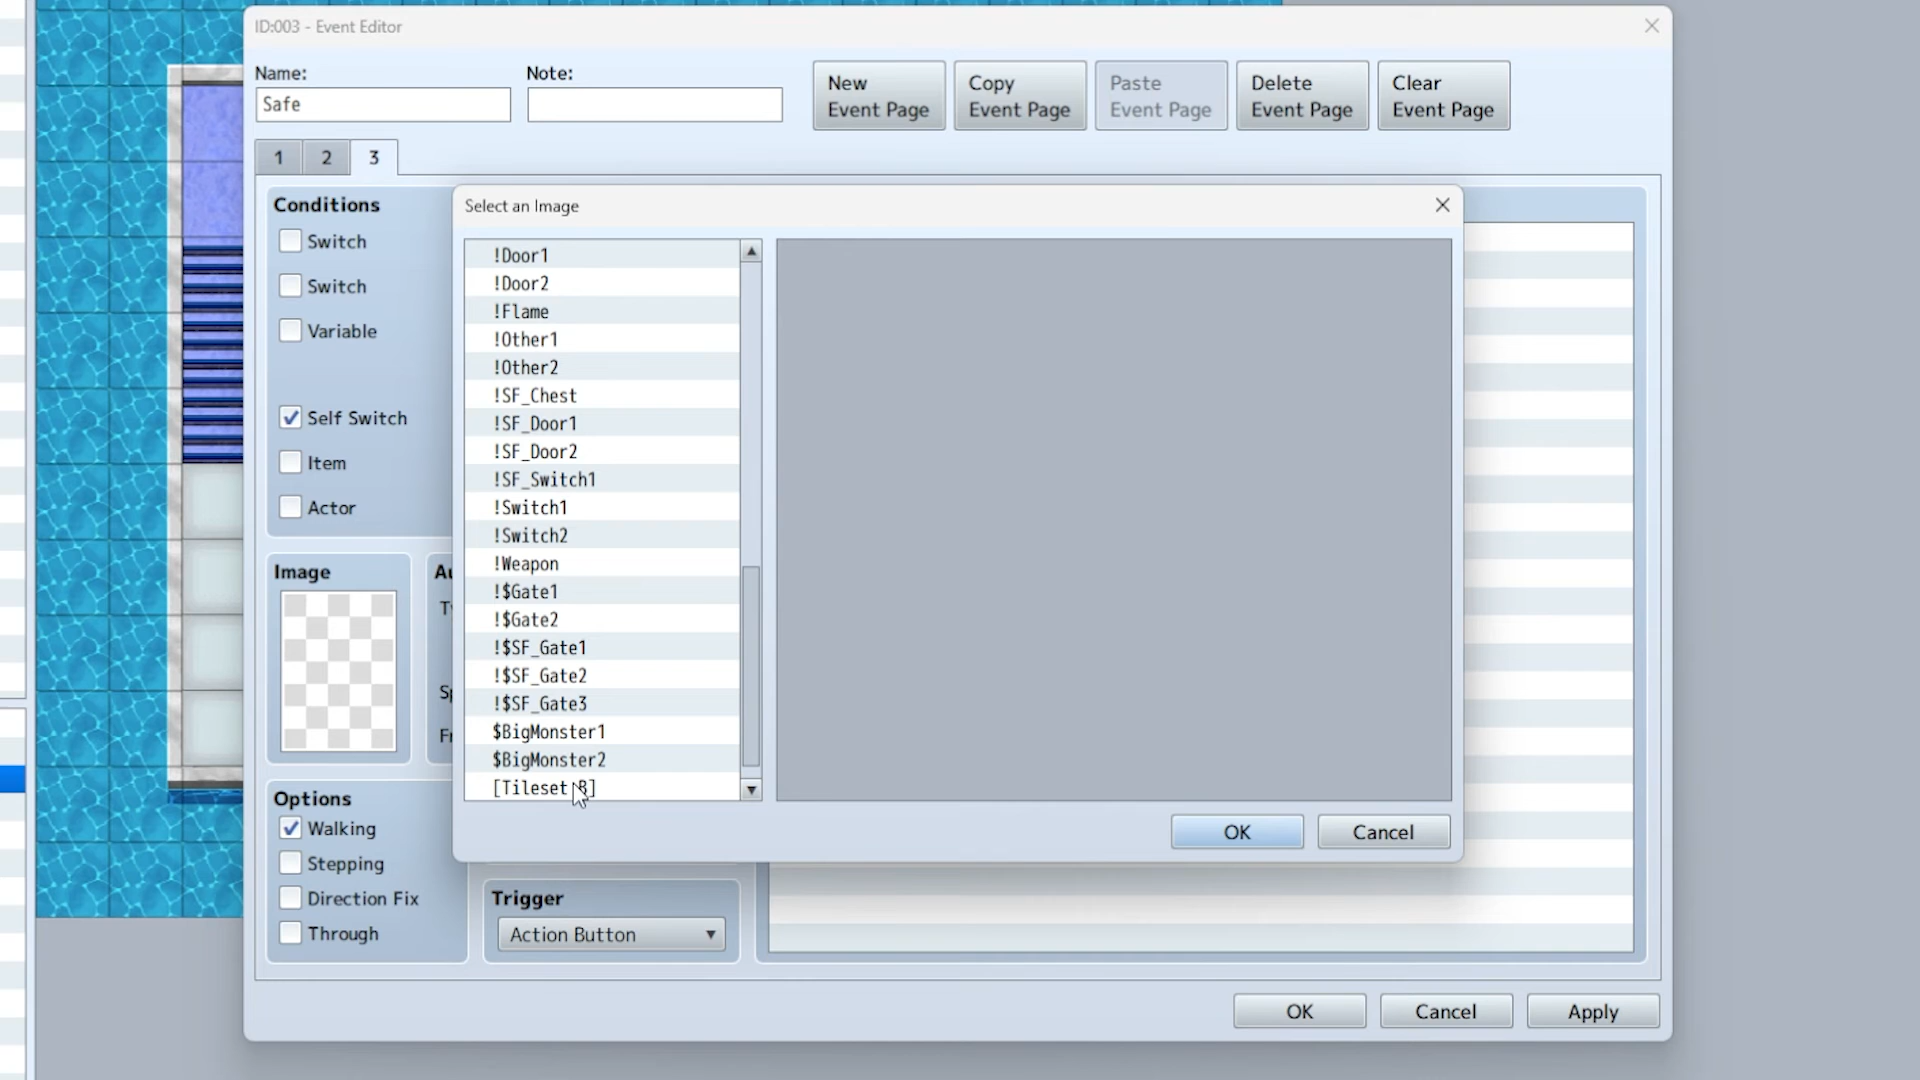 ID:003 - Event Editor
Name:
Note:
Safe
New
Event Page
Copy
Event Page
Paste
Event Page
Delete
Event Page
Clear
Event Page
1
2
3
Conditions
Switch
Switch
Variable
Self Switch
Item
Actor
Image
Options
Walking
Stepping
Direction Fix
Through
Select an Image
!Door1
!Door2
!Flame
!Other1
!Other2
!SF_Chest
!SF_Door1
!SF_Door2
!SF_Switch1
!Switch1
!Switch2
!Weapon
!$Gate1
!$Gate2
!$SF_Gate1
!$SF_Gate2
!$SF_Gate3
$BigMonster1
$BigMonster2
[Tileset B]
OK
Cancel
Trigger
Action Button
OK
Cancel
Apply